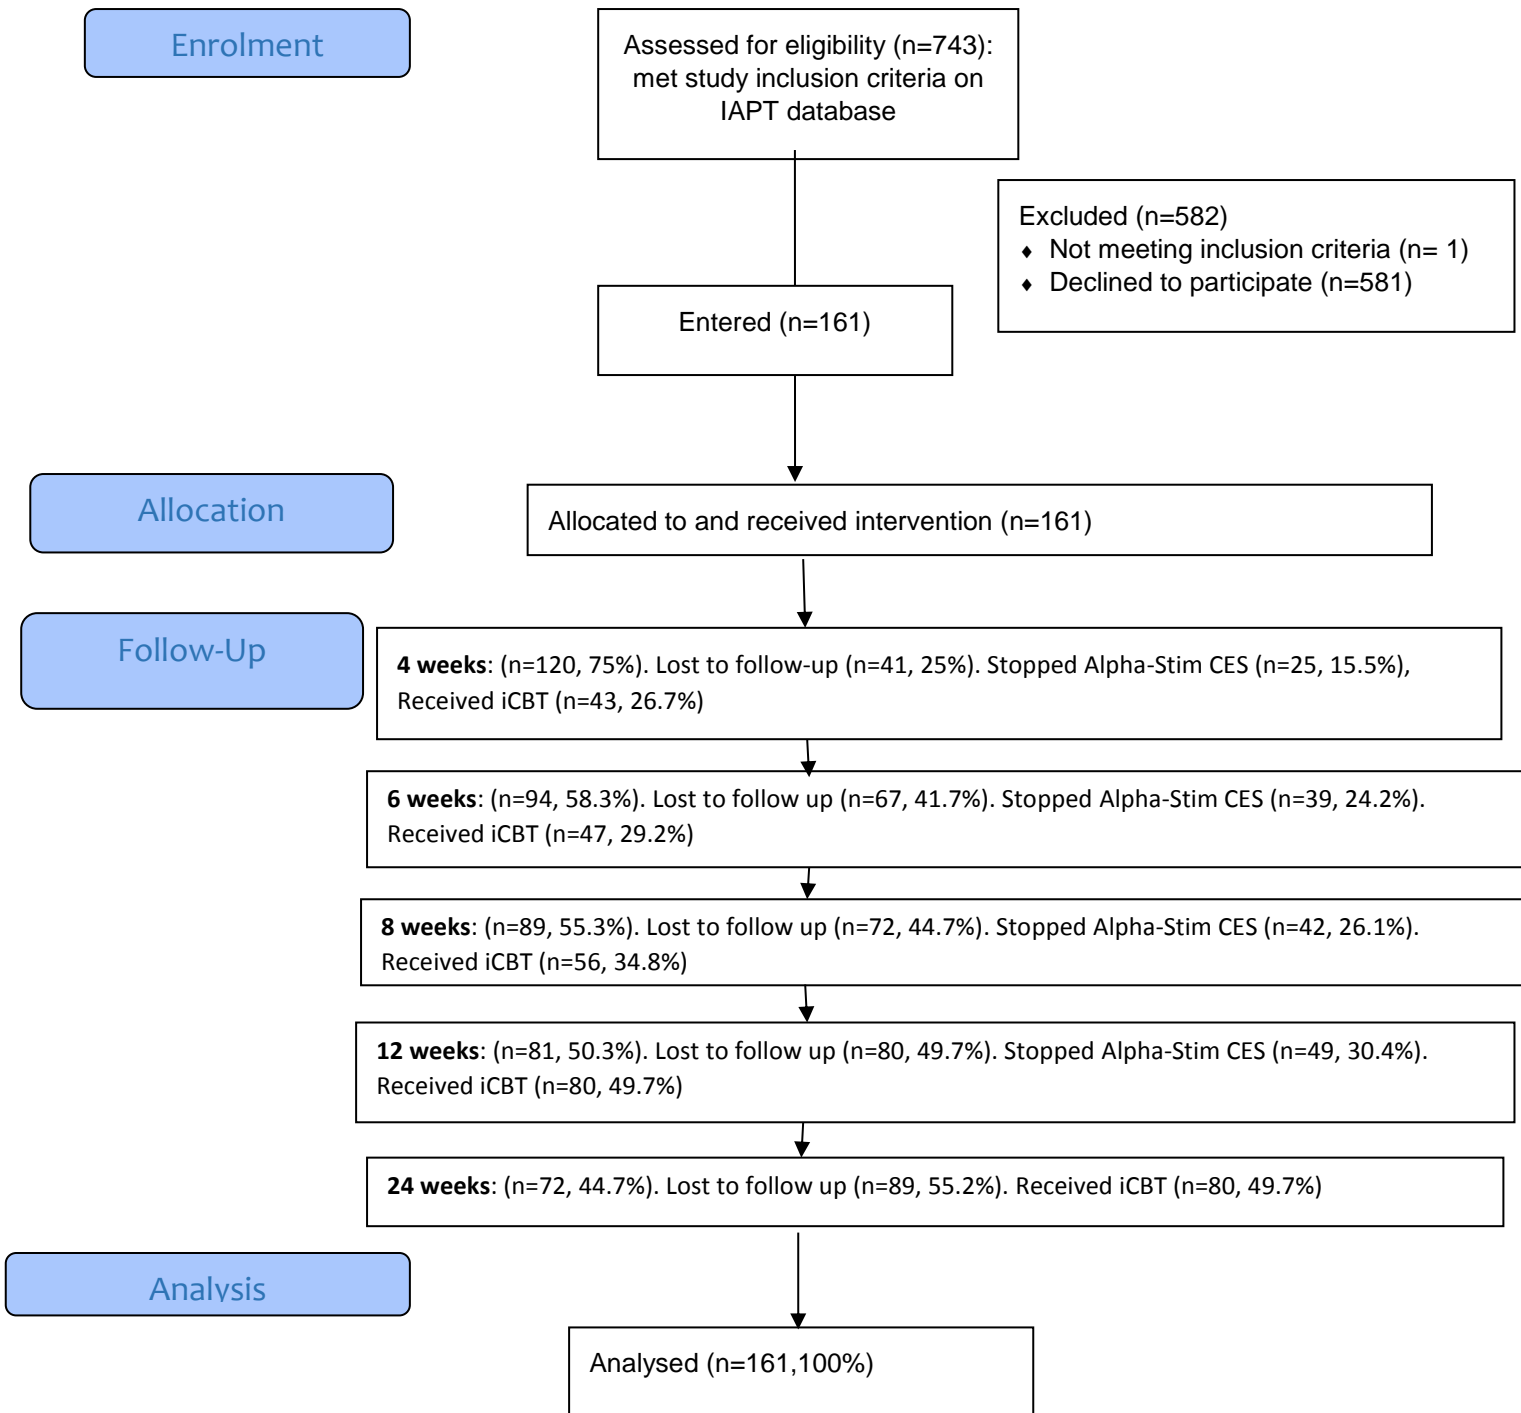 Enrolment
Assessed for eligibility (n=743):
met study inclusion criteria on
IAPT database
Excluded (n=582)
♦ Not meeting inclusion criteria (n= 1)
♦ Declined to participate (n=581)
Entered (n=161)
Allocation
Allocated to and received intervention (n=161)
Follow-Up
4 weeks: (n=120, 75%). Lost to follow-up (n=41, 25%). Stopped Alpha-Stim CES (n=25, 15.5%),
Received iCBT (n=43, 26.7%)
6 weeks: (n=94, 58.3%). Lost to follow up (n=67, 41.7%). Stopped Alpha-Stim CES (n=39, 24.2%).
Received iCBT (n=47, 29.2%)
8 weeks: (n=89, 55.3%). Lost to follow up (n=72, 44.7%). Stopped Alpha-Stim CES (n=42, 26.1%).
Received iCBT (n=56, 34.8%)
12 weeks: (n=81, 50.3%). Lost to follow up (n=80, 49.7%). Stopped Alpha-Stim CES (n=49, 30.4%).
Received iCBT (n=80, 49.7%)
24 weeks: (n=72, 44.7%). Lost to follow up (n=89, 55.2%). Received iCBT (n=80, 49.7%)
Analysis
Analysed (n=161,100%)